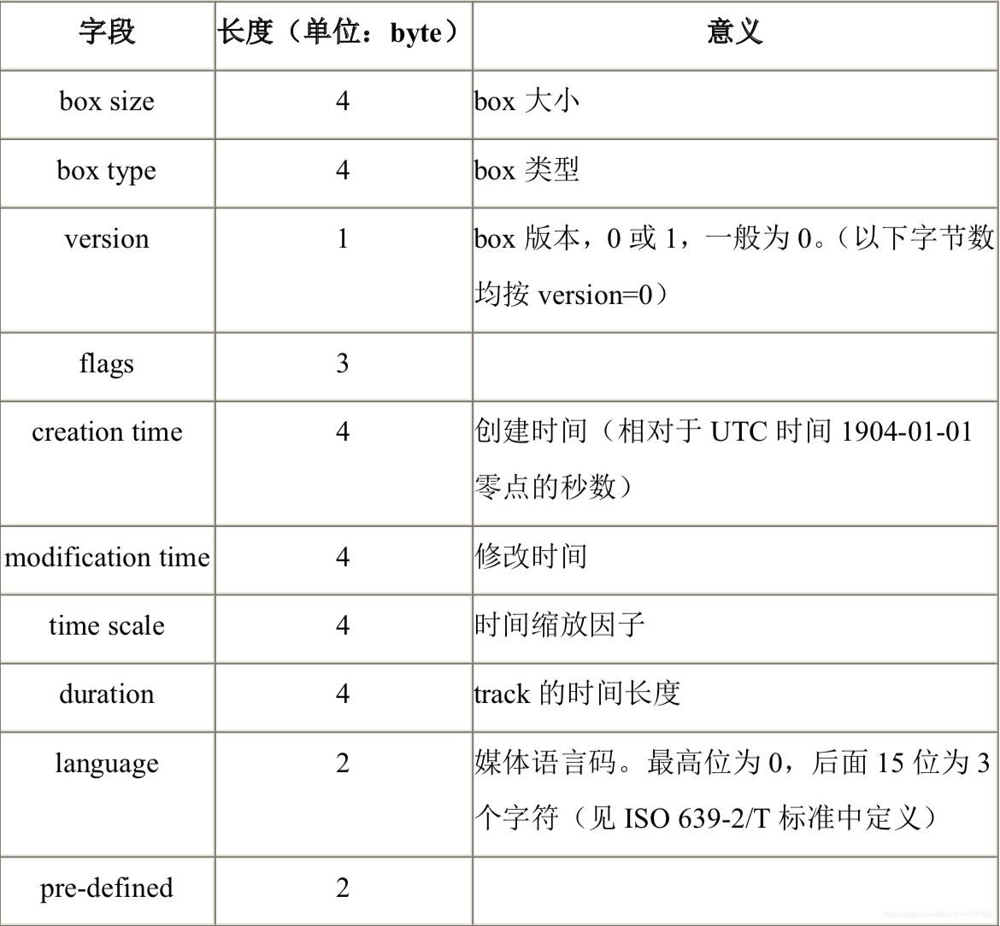 字段 长度（单位：byte） 意义
box size 4 box 大小
box type 4 box 类型
version 1 box 版本，0 或 1，一般为 0。（以下字节数
均按 version=0）
flags 3
creation time 4 创建时间（相对于 UTC 时间 1904-01-01
零点的秒数）
modification time 4 修改时间
time scale 4 时间缩放因子
duration 4 track 的时间长度
language 2 媒体语言码。最高位为 0，后面 15 位为 3
个字符（见 ISO 639-2/T 标准中定义）
pre-defined 2
https://blog.csdn.net/DONGHONGBAI